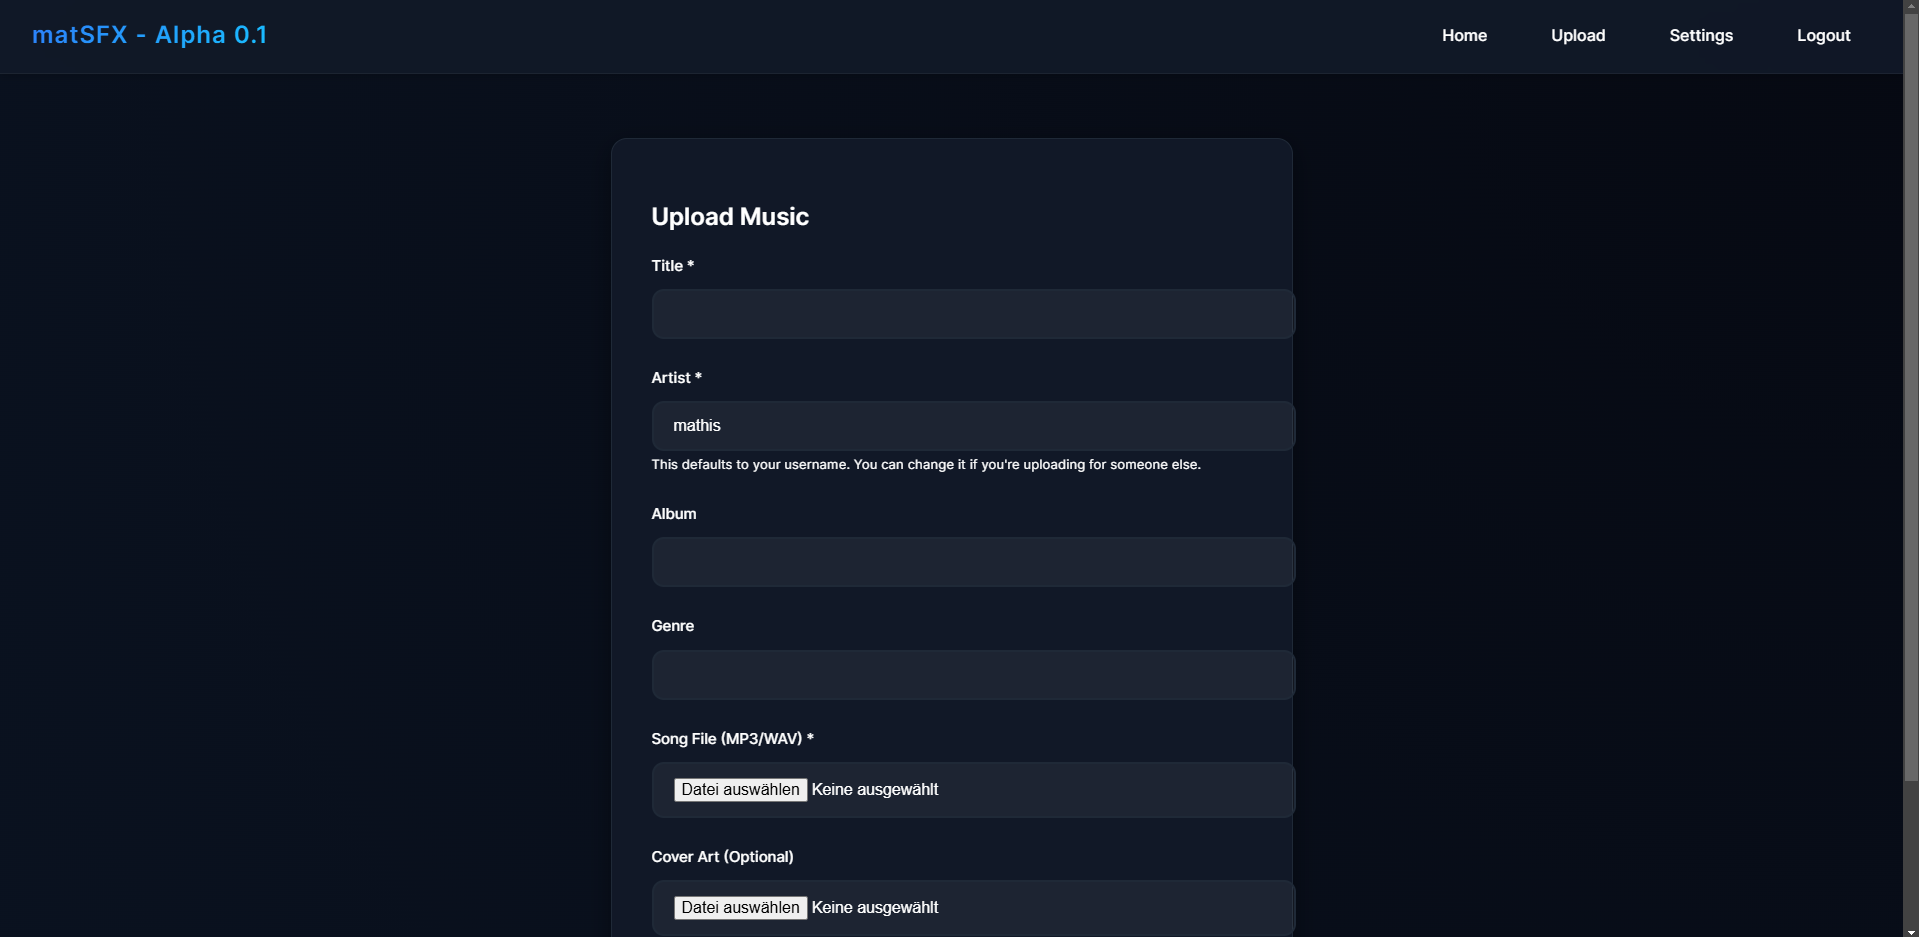 matSFX - Alpha 0.1
Home Upload Settings Logout
Upload Music
Title *
Artist *
mathis
This defaults to your username. You can change it if you're uploading for someone else.
Album
Genre
Song File (MP3/WAV) *
Datei auswählen Keine ausgewählt
Cover Art (Optional)
Datei auswählen Keine ausgewählt